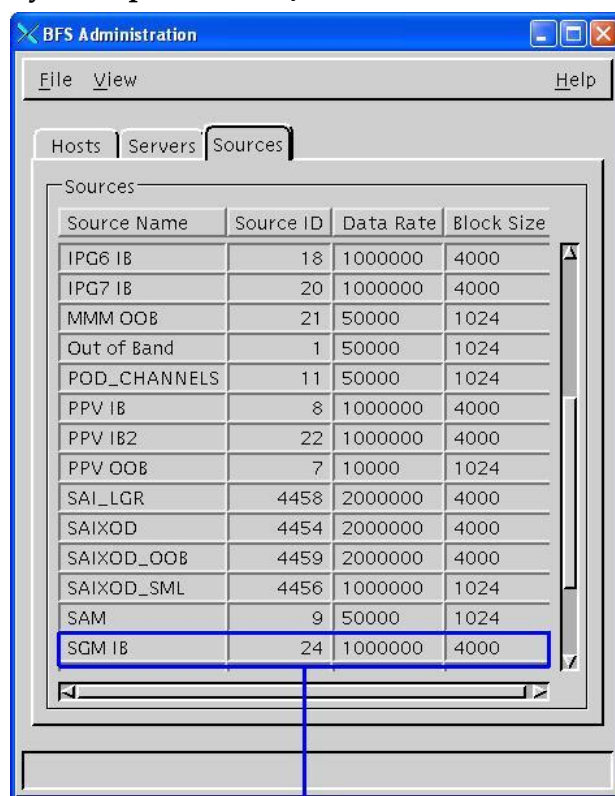 BFS Administration
File View Help
Hosts Servers Sources
Sources
Source Name Source ID Data Rate Block Size
IPG6 IB 18 1000000 4000
IPG7 IB 20 1000000 4000
MMM OOB 21 50000 1024
Out of Band 1 50000 1024
POD_CHANNELS 11 50000 1024
PPV IB 8 1000000 4000
PPV IB2 22 1000000 4000
PPV OOB 7 10000 1024
SAI_LGR 4458 2000000 4000
SAIXOD 4454 2000000 4000
SAIXOD_OOB 4459 2000000 4000
SAIXOD_SML 4456 1000000 1024
SAM 9 50000 1024
SGM IB 24 1000000 4000